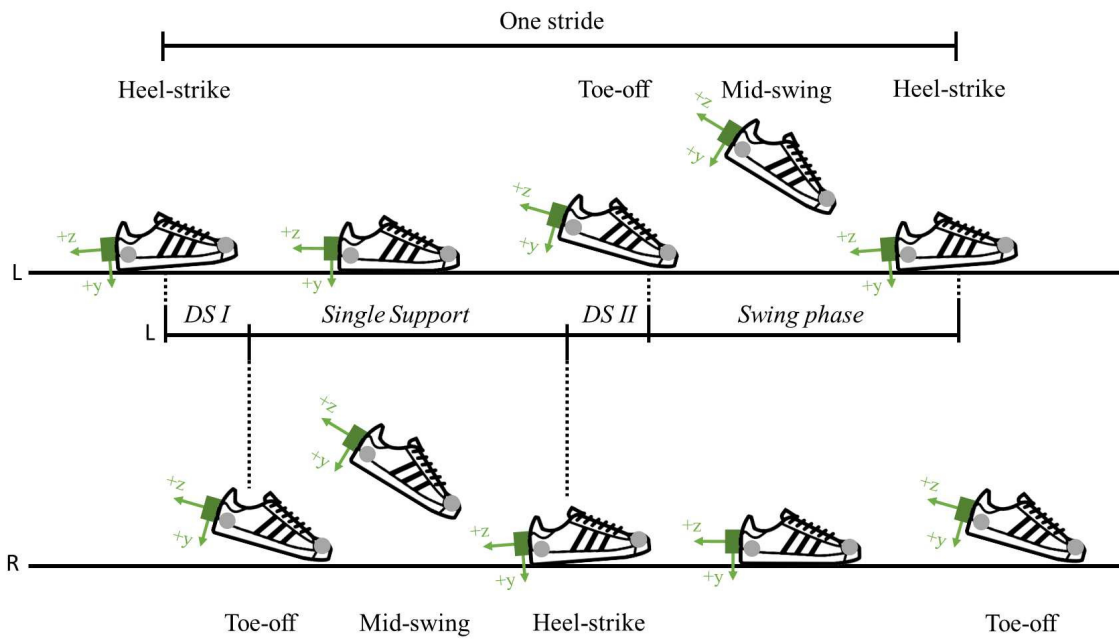 One stride
Heel-strike Toe-off Mid-swing Heel-strike
+z +y
+z +y
+z +y
+z +y
+z +y
L
DS I Single Support DS II Swing phase
L
+z +y
+z +y
+z +y
+z +y
+z +y
R
Toe-off Mid-swing Heel-strike Toe-off